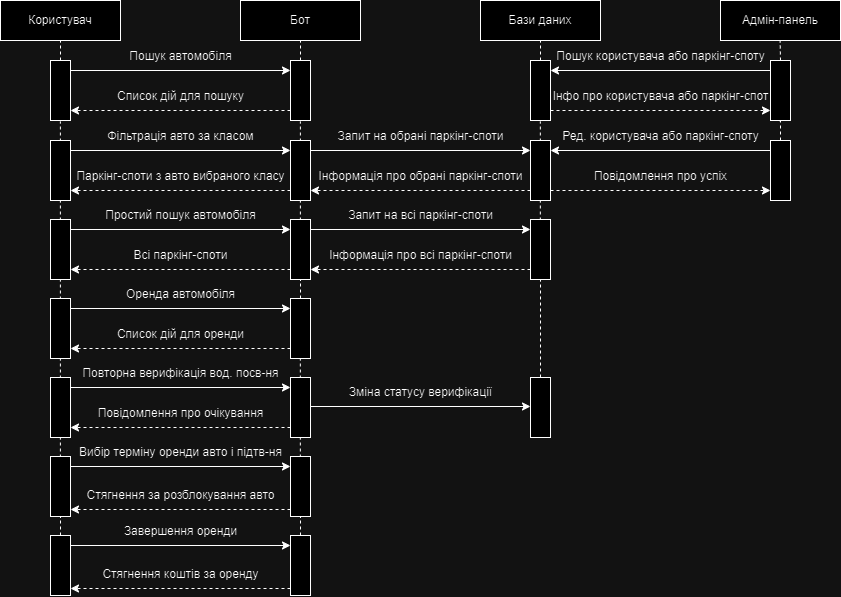 Користувач
Бот
Бази даних
Адмін-панель
Пошук автомобіля
Пошук користувача або паркінг-споту
Список дій для пошуку
Інфо про користувача або паркінг-спот
Фільтрація авто за класом
Запит на обрані паркінг-споти
Ред. користувача або паркінг-споту
Паркінг-споти з авто вибраного класу
Інформація про обрані паркінг-споти
Повідомлення про успіх
Простий пошук автомобіля
Запит на всі паркінг-споти
Всі паркінг-споти
Інформація про всі паркінг-споти
Оренда автомобіля
Список дій для оренди
Повторна верифікація вод. посв-ня
Зміна статусу верифікації
Повідомлення про очікування
Вибір терміну оренди авто і підтв-ня
Стягнення за розблокування авто
Завершення оренди
Стягнення коштів за оренду